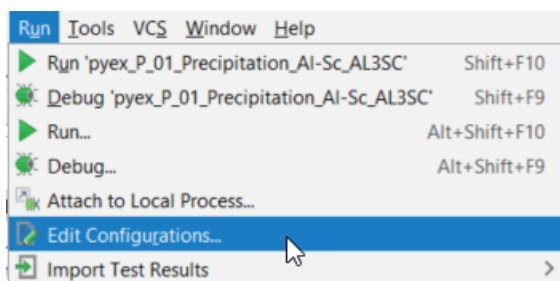 Run Tools VCS Window Help
Run 'pyex_P_01_Precipitation_Al-Sc_AL3SC' Shift+F10
Debug 'pyex_P_01_Precipitation_Al-Sc_AL3SC' Shift+F9
Run... Alt+Shift+F10
Debug... Alt+Shift+F9
Attach to Local Process...
Edit Configurations...
Import Test Results